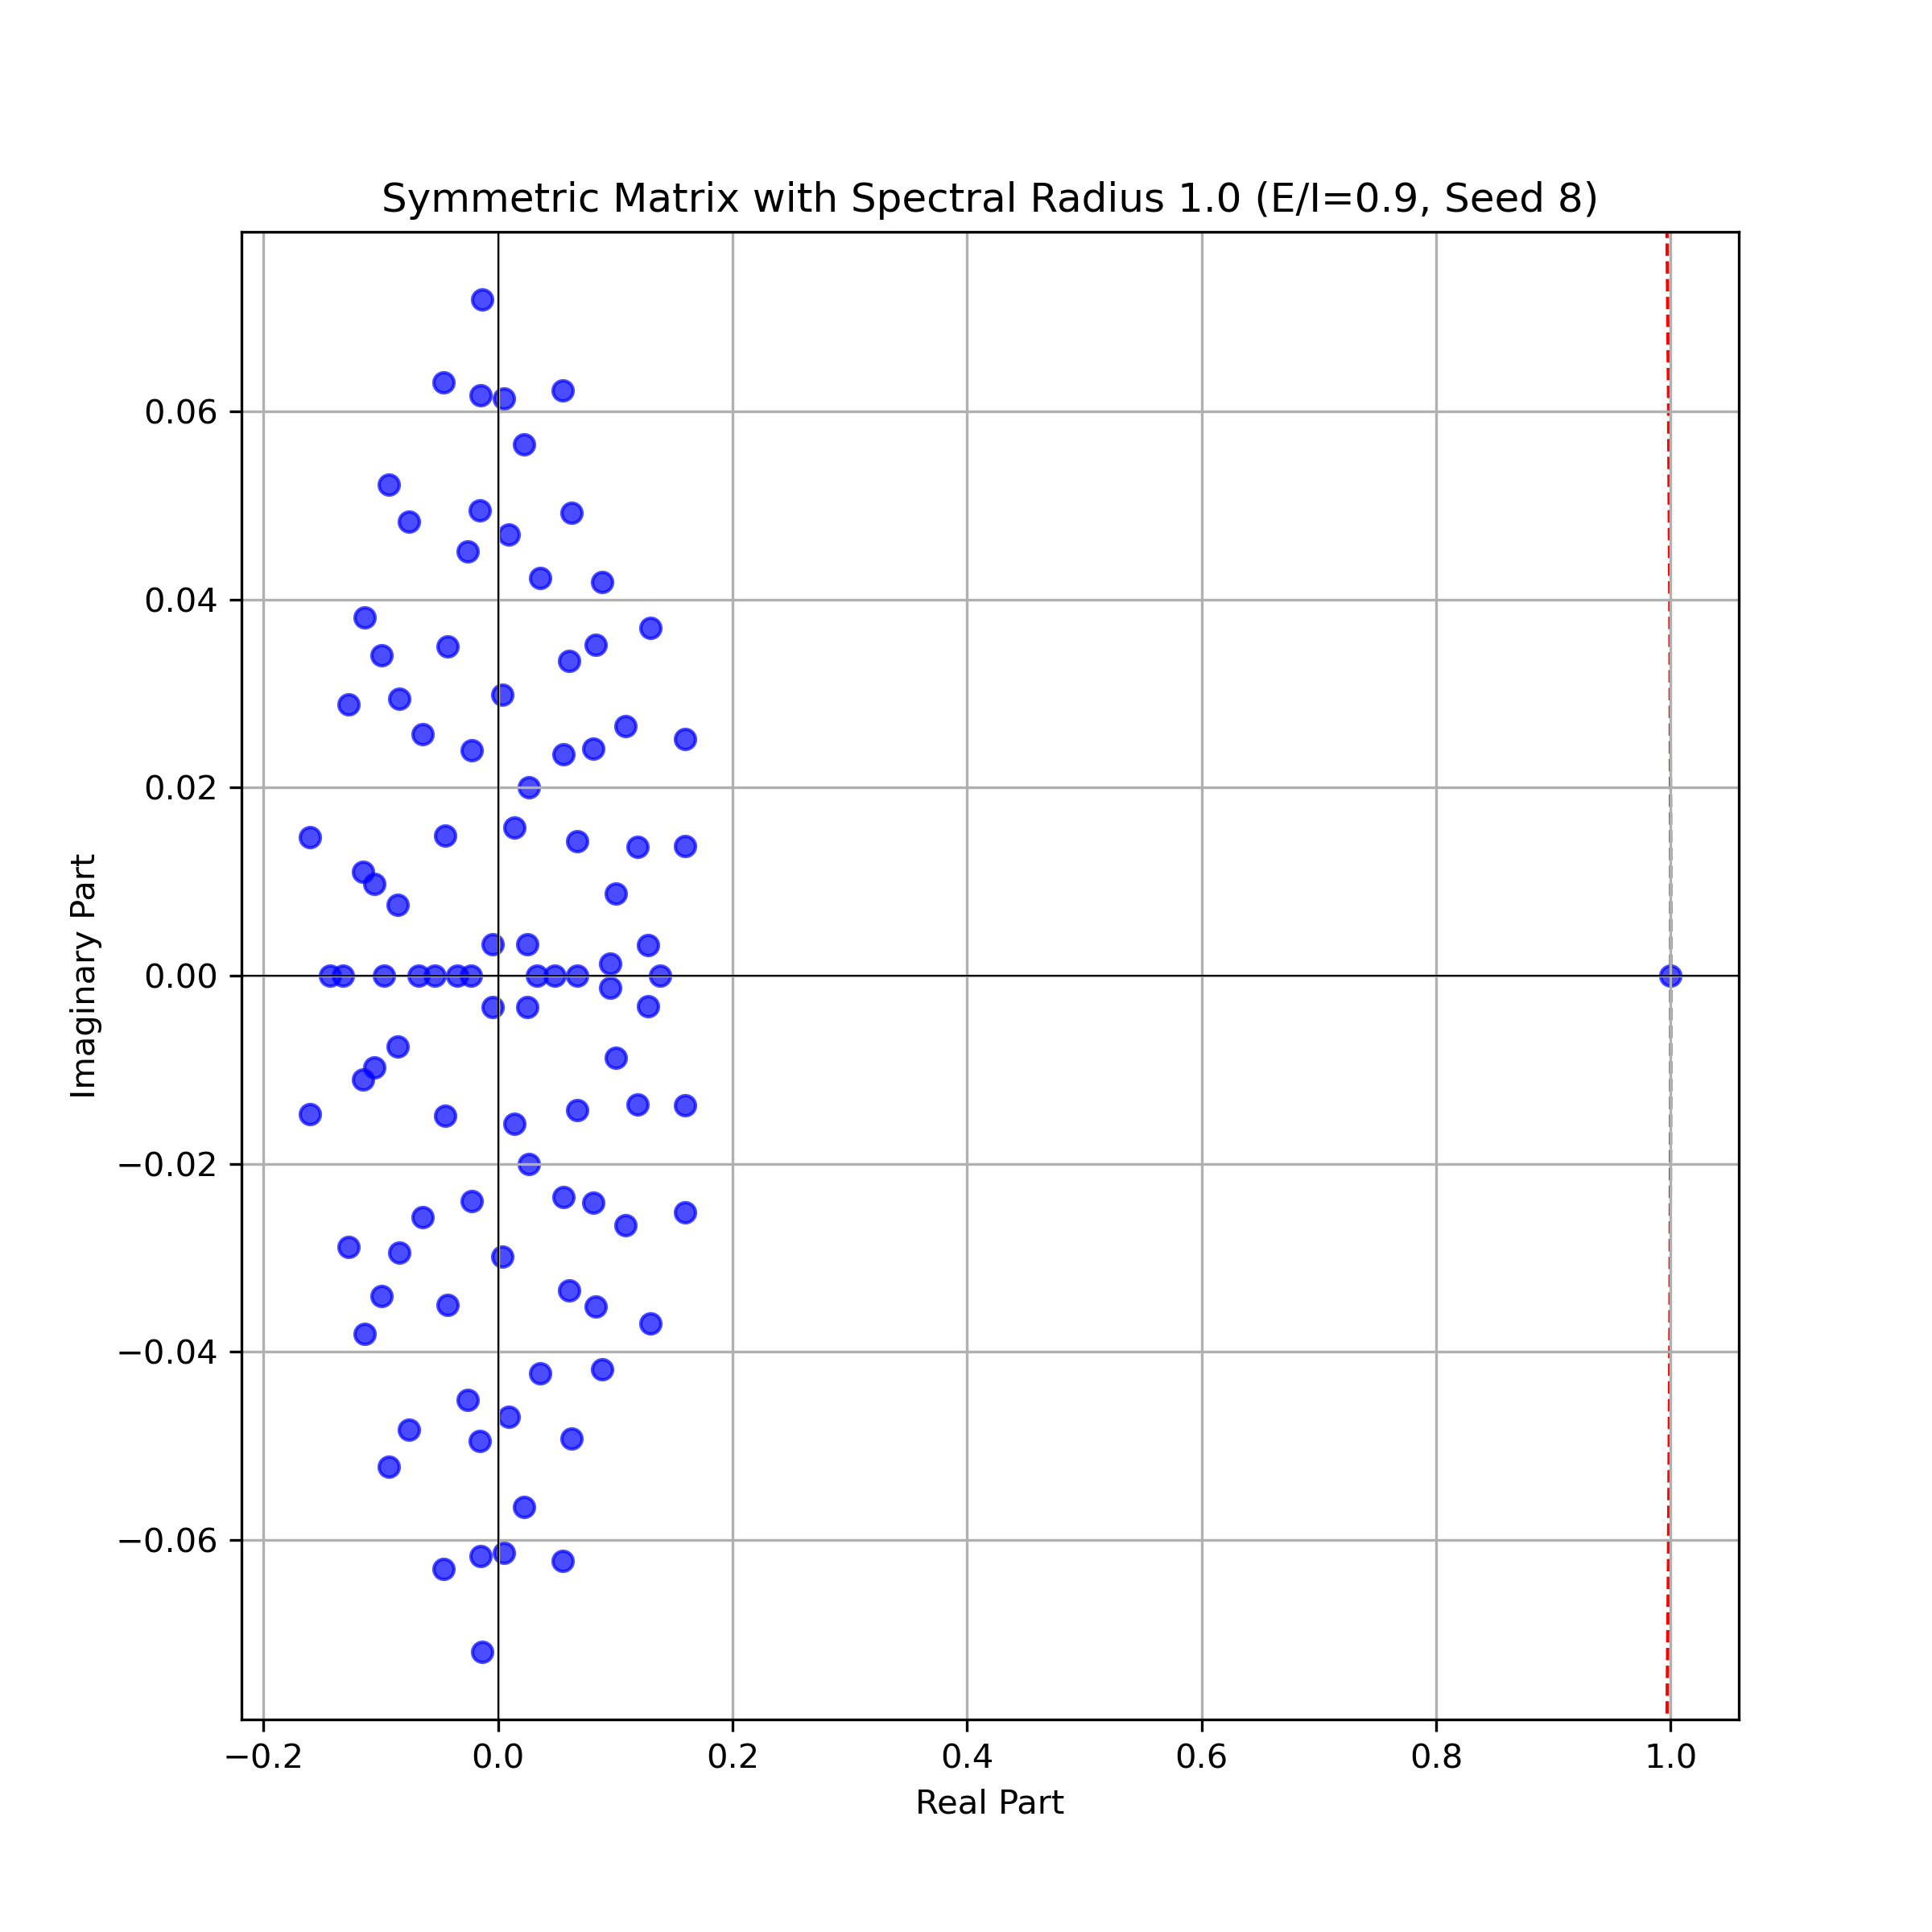 Symmetric Matrix with Spectral Radius 1.0 (E/I=0.9, Seed 8)
0.06
0.04
0.02
0.00
−0.02
−0.04
−0.06
Imaginary Part
−0.2 0.0 0.2 0.4 0.6 0.8 1.0
Real Part